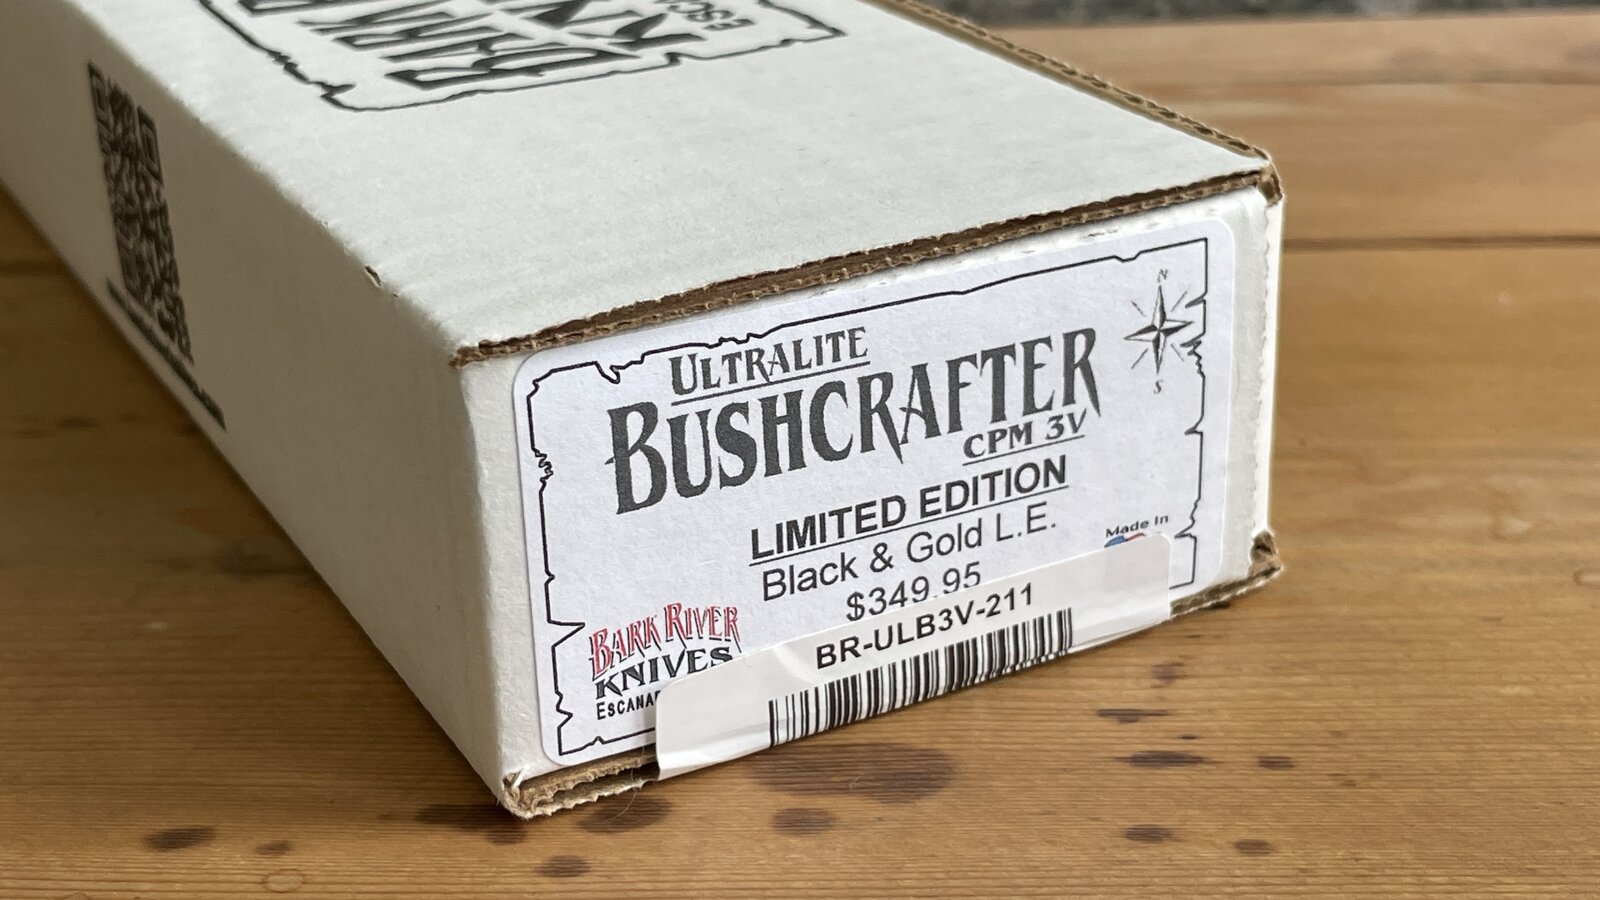 ULTRALITE
BUSHCRAFTER
CPM 3V
LIMITED EDITION
Black & Gold L.E.
$349.95
BR-ULB3V-211
BARK RIVER
KNIVES
N
S
Made In